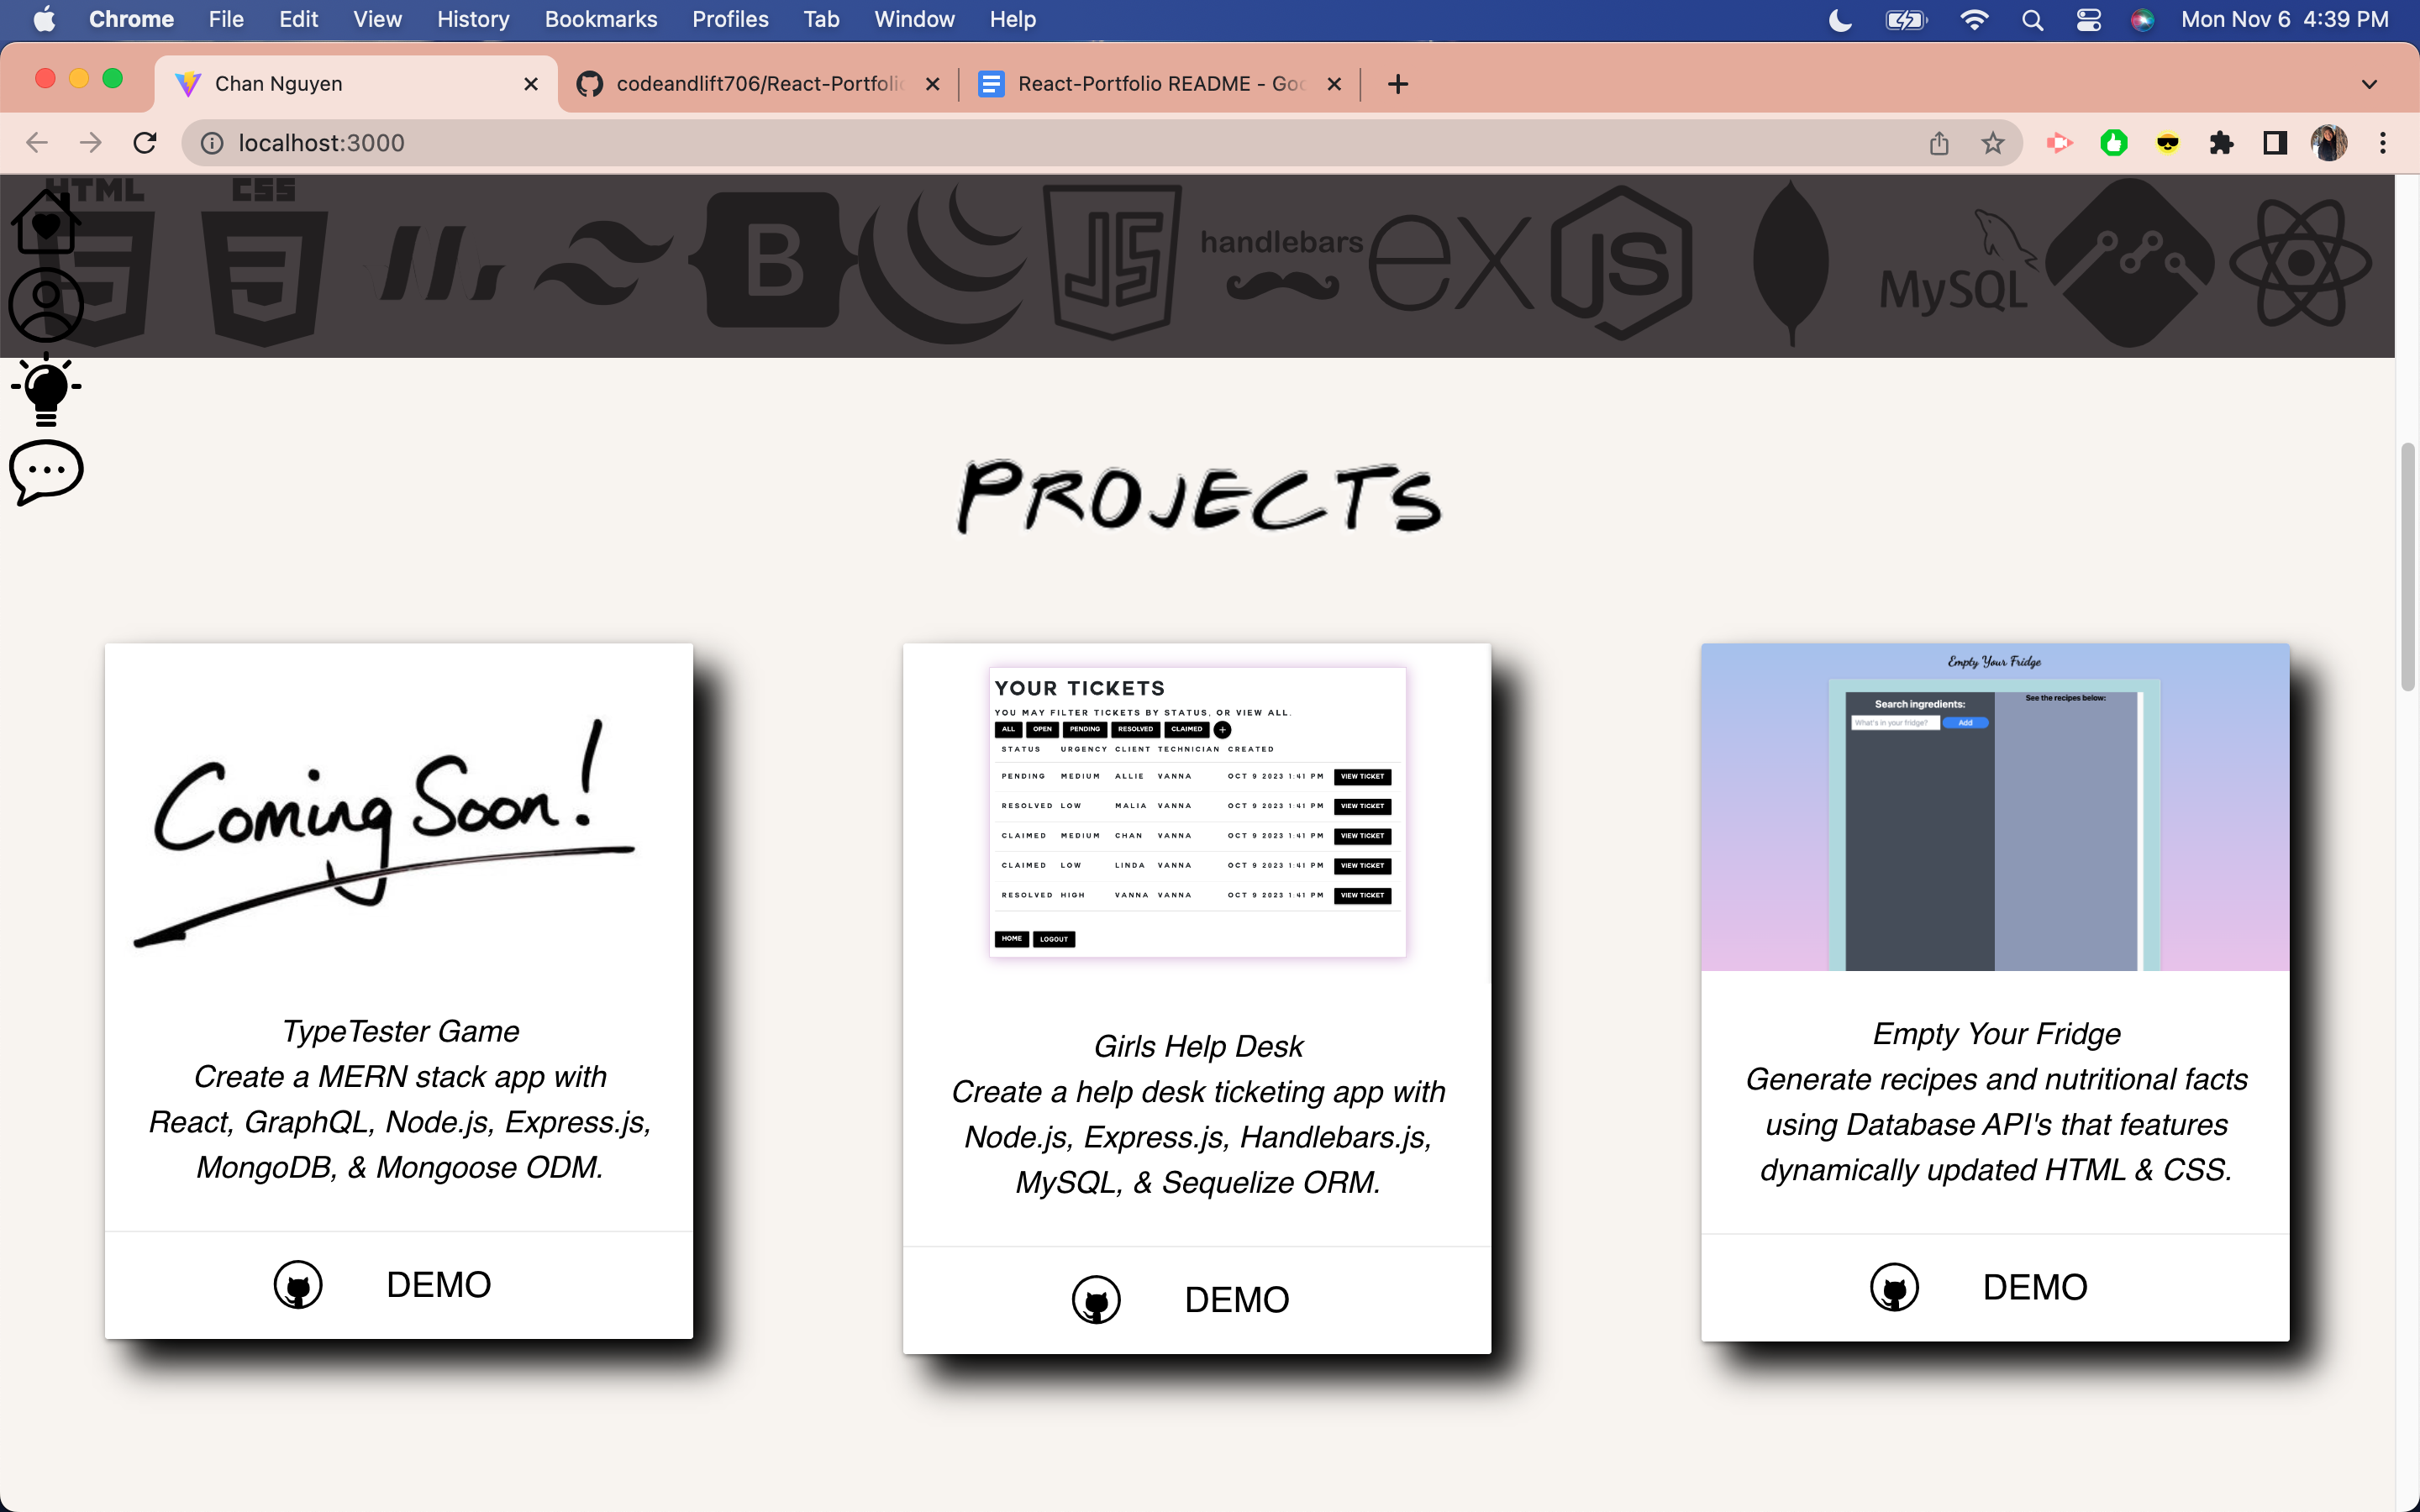 Chrome File Edit View History Bookmarks Profiles Tab Window Help Mon Nov 6 4:39 PM
Chan Nguyen codeandlift706/React-Portfolio React-Portfolio README - Goo
localhost:3000
HTML CSS
B JS handlebars ex JS MySQL
PROJECTS
Coming Soon!
TypeTester Game
Create a MERN stack app with
React, GraphQL, Node.js, Express.js,
MongoDB, & Mongoose ODM.
DEMO
YOUR TICKETS
YOU MAY FILTER TICKETS BY STATUS, OR VIEW ALL.
ALL OPEN PENDING RESOLVED CLAIMED +
STATUS URGENCY CLIENT TECHNICIAN CREATED
PENDING MEDIUM ALLIE VANNA OCT 9 2023 1:41 PM VIEW TICKET
RESOLVED LOW MALIA VANNA OCT 9 2023 1:41 PM VIEW TICKET
CLAIMED MEDIUM CHAN VANNA OCT 9 2023 1:41 PM VIEW TICKET
CLAIMED LOW LINDA VANNA OCT 9 2023 1:41 PM VIEW TICKET
RESOLVED HIGH VANNA VANNA OCT 9 2023 1:41 PM VIEW TICKET
HOME LOGOUT
Girls Help Desk
Create a help desk ticketing app with
Node.js, Express.js, Handlebars.js,
MySQL, & Sequelize ORM.
DEMO
Empty Your Fridge
Search ingredients: See the recipes below:
What's in your fridge? Add
Empty Your Fridge
Generate recipes and nutritional facts
using Database API's that features
dynamically updated HTML & CSS.
DEMO